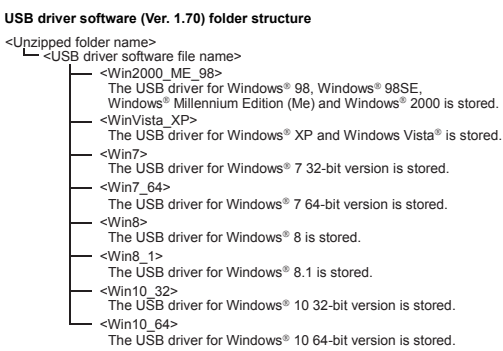 USB driver software (Ver. 1.70) folder structure
<Unzipped folder name>
<USB driver software file name>
<Win2000_ME_98>
The USB driver for Windows® 98, Windows® 98SE,
Windows® Millennium Edition (Me) and Windows® 2000 is stored.
<WinVista_XP>
The USB driver for Windows® XP and Windows Vista® is stored.
<Win7>
The USB driver for Windows® 7 32-bit version is stored.
<Win7_64>
The USB driver for Windows® 7 64-bit version is stored.
<Win8>
The USB driver for Windows® 8 is stored.
<Win8_1>
The USB driver for Windows® 8.1 is stored.
<Win10_32>
The USB driver for Windows® 10 32-bit version is stored.
<Win10_64>
The USB driver for Windows® 10 64-bit version is stored.